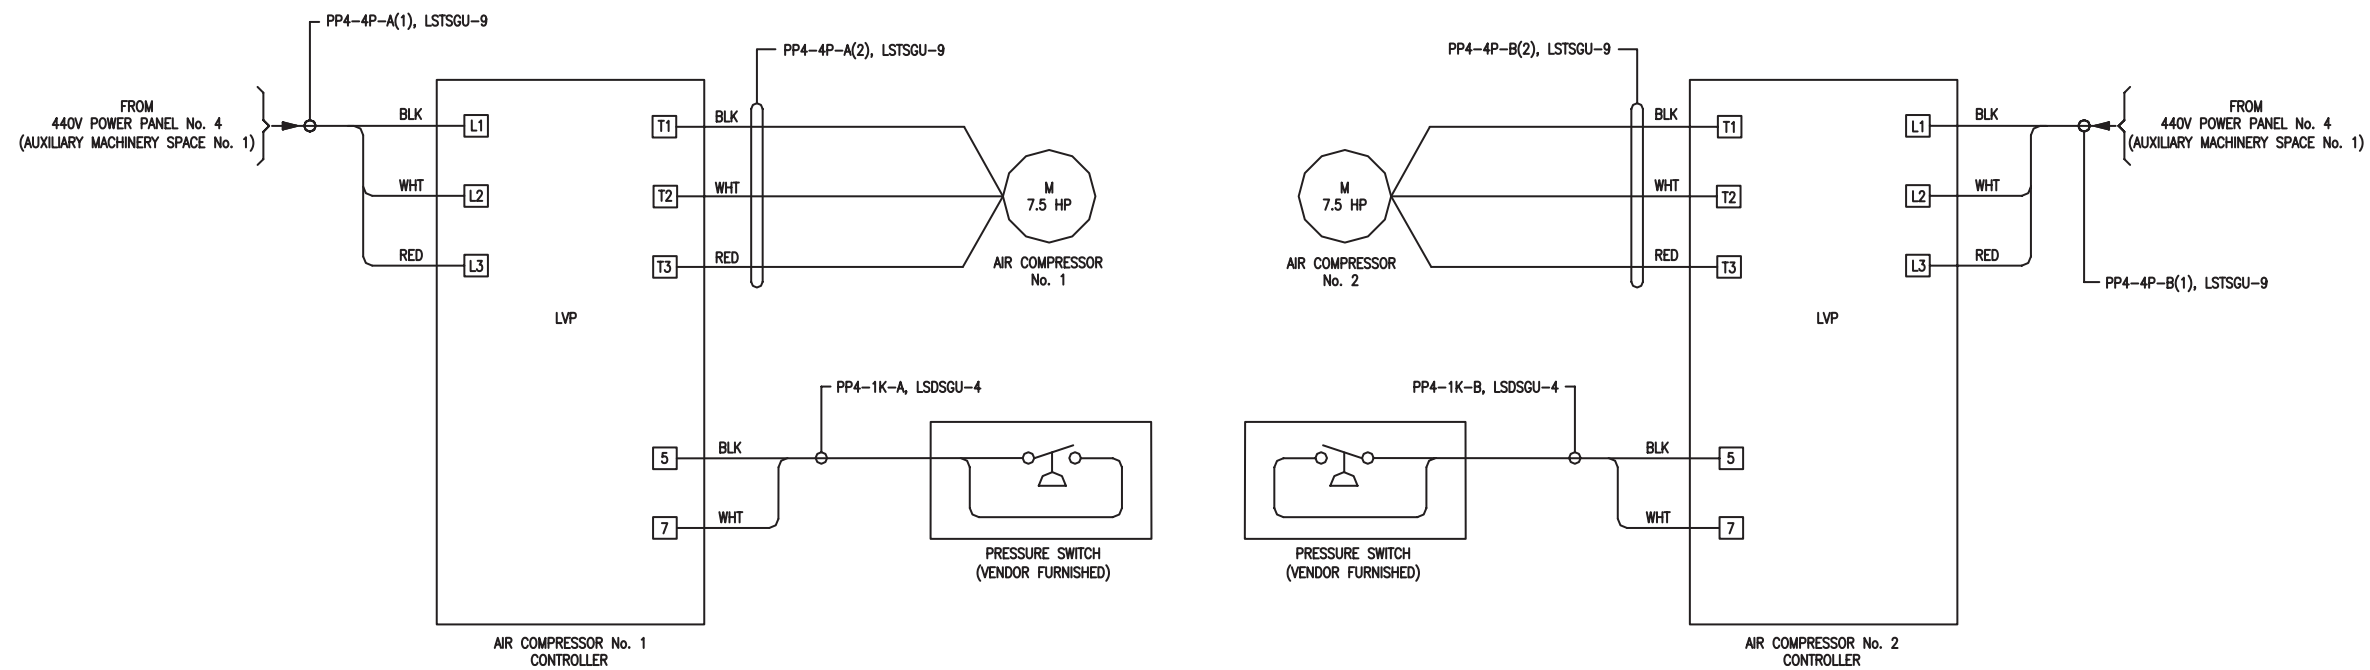 PP4-4P-A(1), LSTSGU-9
FROM
440V POWER PANEL No. 4
(AUXILIARY MACHINERY SPACE No. 1)
BLK
L1
WHT
L2
RED
L3
LVP
T1
BLK
T2
WHT
T3
RED
PP4-4P-A(2), LSTSGU-9
M
7.5 HP
AIR COMPRESSOR
No. 1
PP4-1K-A, LSDSGU-4
5
BLK
7
WHT
PRESSURE SWITCH
(VENDOR FURNISHED)
AIR COMPRESSOR No. 1
CONTROLLER
PP4-4P-B(2), LSTSGU-9
M
7.5 HP
AIR COMPRESSOR
No. 2
BLK
T1
WHT
T2
RED
T3
LVP
L1
BLK
L2
WHT
L3
RED
FROM
440V POWER PANEL No. 4
(AUXILIARY MACHINERY SPACE No. 1)
PP4-4P-B(1), LSTSGU-9
PP4-1K-B, LSDSGU-4
BLK
5
WHT
7
PRESSURE SWITCH
(VENDOR FURNISHED)
AIR COMPRESSOR No. 2
CONTROLLER